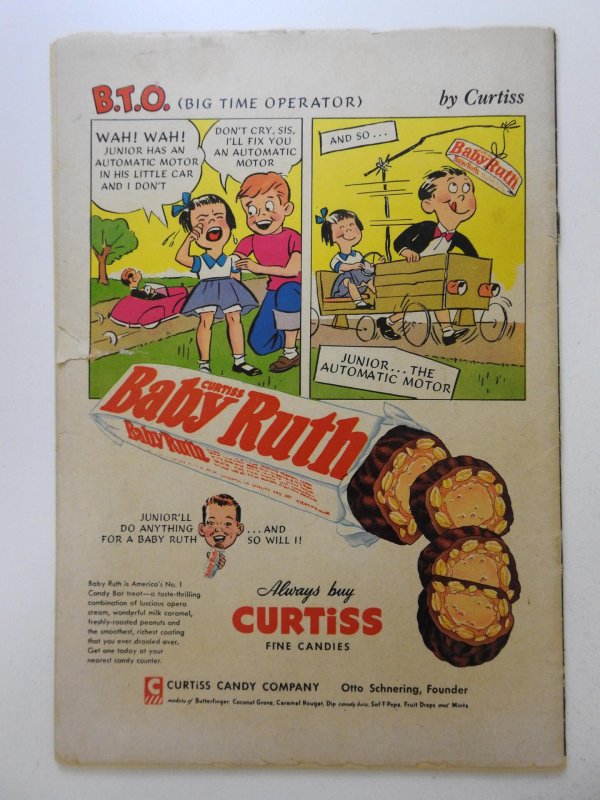 B.T.O. (BIG TIME OPERATOR) by Curtiss
WAH! WAH!
JUNIOR HAS AN
AUTOMATIC MOTOR
IN HIS LITTLE CAR
AND I DON'T
DON'T CRY, SIS,
I'LL FIX YOU
AN AUTOMATIC
MOTOR
AND SO...
Baby Ruth
Baby Ruth
JUNIOR...THE
AUTOMATIC MOTOR
CURTISS
Baby Ruth
Baby Ruth
JUNIOR'LL
DO ANYTHING
FOR A BABY RUTH
...AND
SO WILL I!
Baby Ruth
Baby Ruth is America's No. 1
Candy Bar treat—a taste-thrilling
combination of luscious opera
cream, wonderful milk caramel,
freshly-roasted peanuts and
the smoothest, richest coating
that you ever drooled over.
Get one today at your
nearest candy counter.
Always buy
CURTiSS
FINE CANDIES
C CURTiSS CANDY COMPANY Otto Schnering, Founder
makers of Butterfinger, Coconut Grove, Caramel Nougat, Dip candy bars, Saf-T-Pops, Fruit Drops and Mints